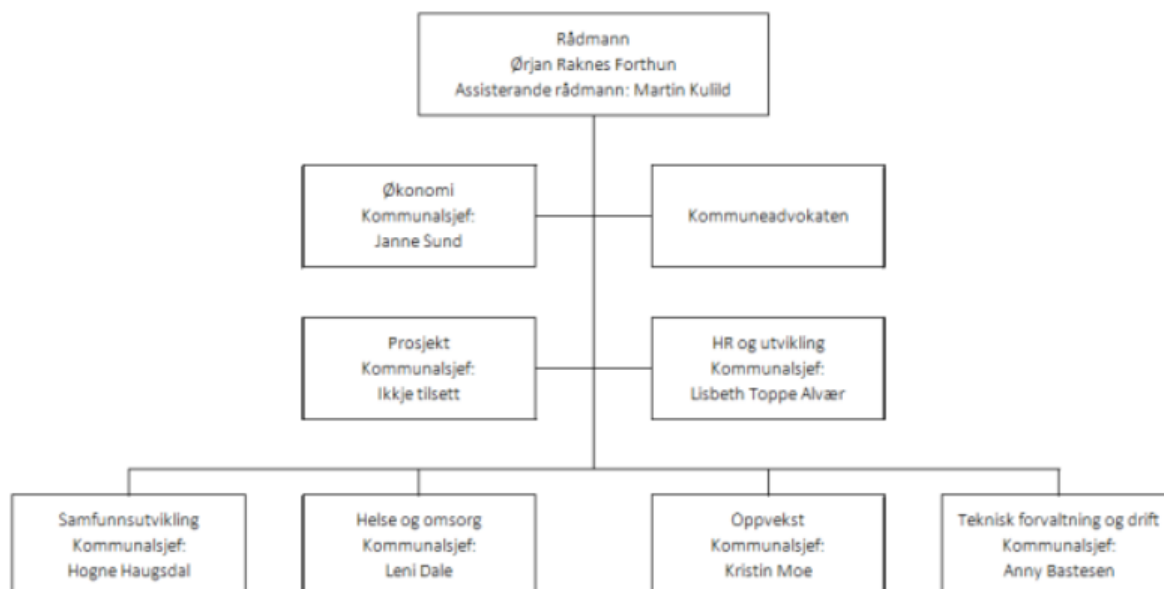 Rådmann
Ørjan Raknes Forthun
Assisterande rådmann: Martin Kulild
Økonomi
Kommunalsjef:
Janne Sund
Kommuneadvokaten
Prosjekt
Kommunalsjef:
Ikkje tilsett
HR og utvikling
Kommunalsjef:
Lisbeth Toppe Alvær
Samfunnsutvikling
Kommunalsjef:
Hogne Haugsdal
Helse og omsorg
Kommunalsjef:
Leni Dale
Oppvekst
Kommunalsjef:
Kristin Moe
Teknisk forvaltning og drift
Kommunalsjef:
Anny Bastesen